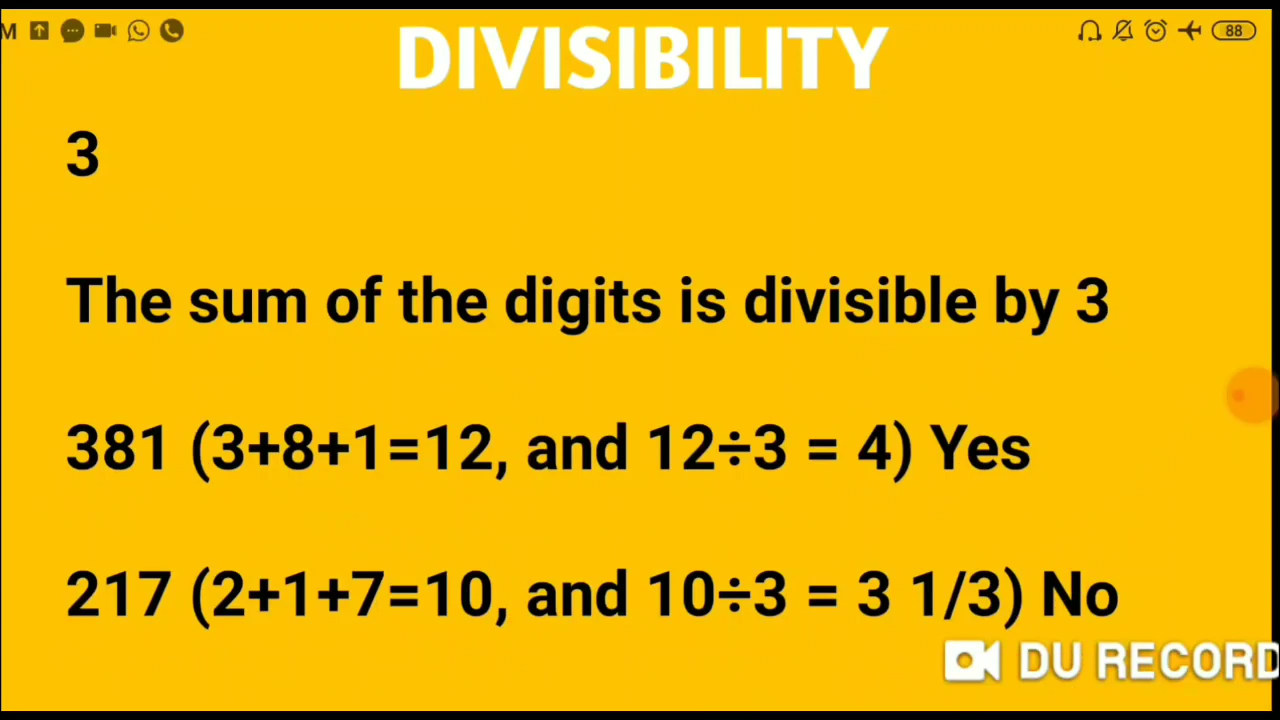 M
88
DIVISIBILITY
3
The sum of the digits is divisible by 3
381 (3+8+1=12, and 12÷3 = 4) Yes
217 (2+1+7=10, and 10÷3 = 3 1/3) No
DU RECORD